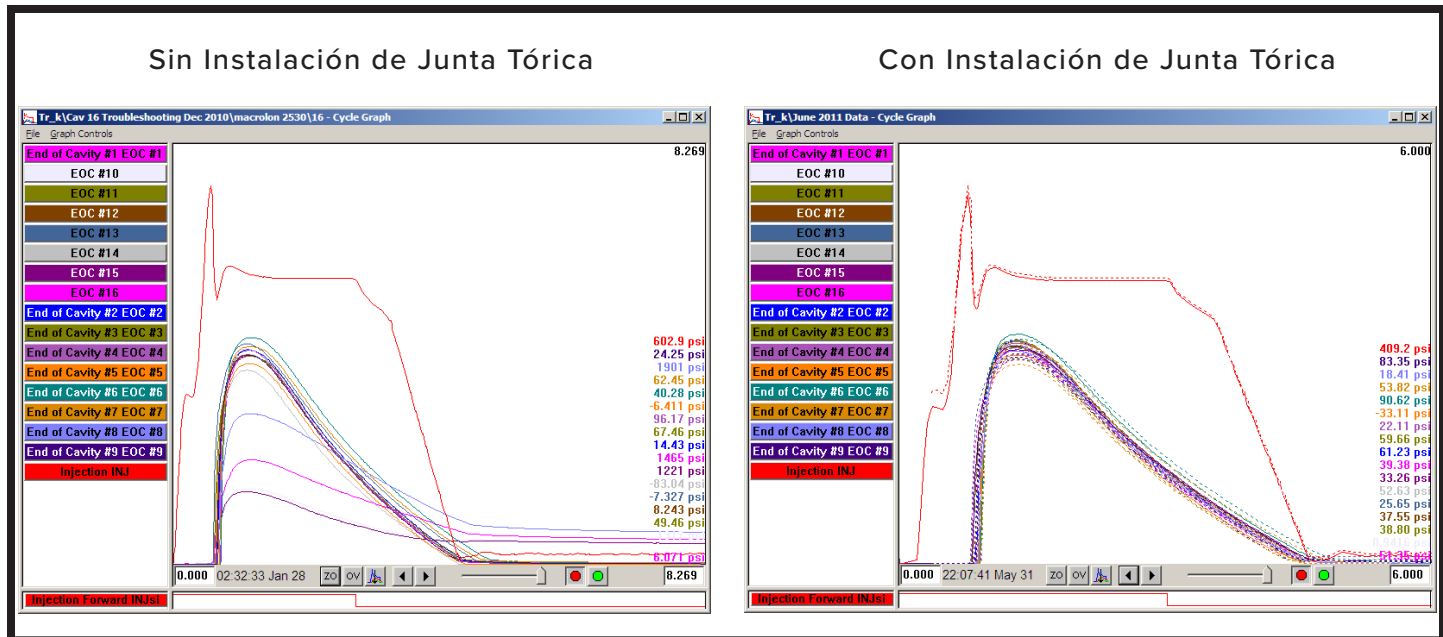 Sin Instalación de Junta Tórica
Tr_k\Cav 16 Troubleshooting Dec 2010\macrolon 2530\16 - Cycle Graph
File Graph Controls
End of Cavity #1 EOC #1
EOC #10
EOC #11
EOC #12
EOC #13
EOC #14
EOC #15
EOC #16
End of Cavity #2 EOC #2
End of Cavity #3 EOC #3
End of Cavity #4 EOC #4
End of Cavity #5 EOC #5
End of Cavity #6 EOC #6
End of Cavity #7 EOC #7
End of Cavity #8 EOC #8
End of Cavity #9 EOC #9
Injection INJ
8.269
602.9 psi
24.25 psi
1901 psi
62.45 psi
40.28 psi
-6.411 psi
96.17 psi
67.46 psi
14.43 psi
1465 psi
1221 psi
-83.04 psi
-7.327 psi
8.243 psi
49.46 psi
6.071 psi
0.000 02:32:33 Jan 28 ZO OV 8.269
Injection Forward INJsi
Con Instalación de Junta Tórica
Tr_k\June 2011 Data - Cycle Graph
File Graph Controls
End of Cavity #1 EOC #1
EOC #10
EOC #11
EOC #12
EOC #13
EOC #14
EOC #15
EOC #16
End of Cavity #2 EOC #2
End of Cavity #3 EOC #3
End of Cavity #4 EOC #4
End of Cavity #5 EOC #5
End of Cavity #6 EOC #6
End of Cavity #7 EOC #7
End of Cavity #8 EOC #8
End of Cavity #9 EOC #9
Injection INJ
6.000
409.2 psi
83.35 psi
18.41 psi
53.82 psi
90.62 psi
-33.11 psi
22.11 psi
59.66 psi
61.23 psi
39.38 psi
33.26 psi
52.63 psi
25.65 psi
37.55 psi
38.80 psi
psi
0.000 22:07:41 May 31 ZO OV 6.000
Injection Forward INJsi